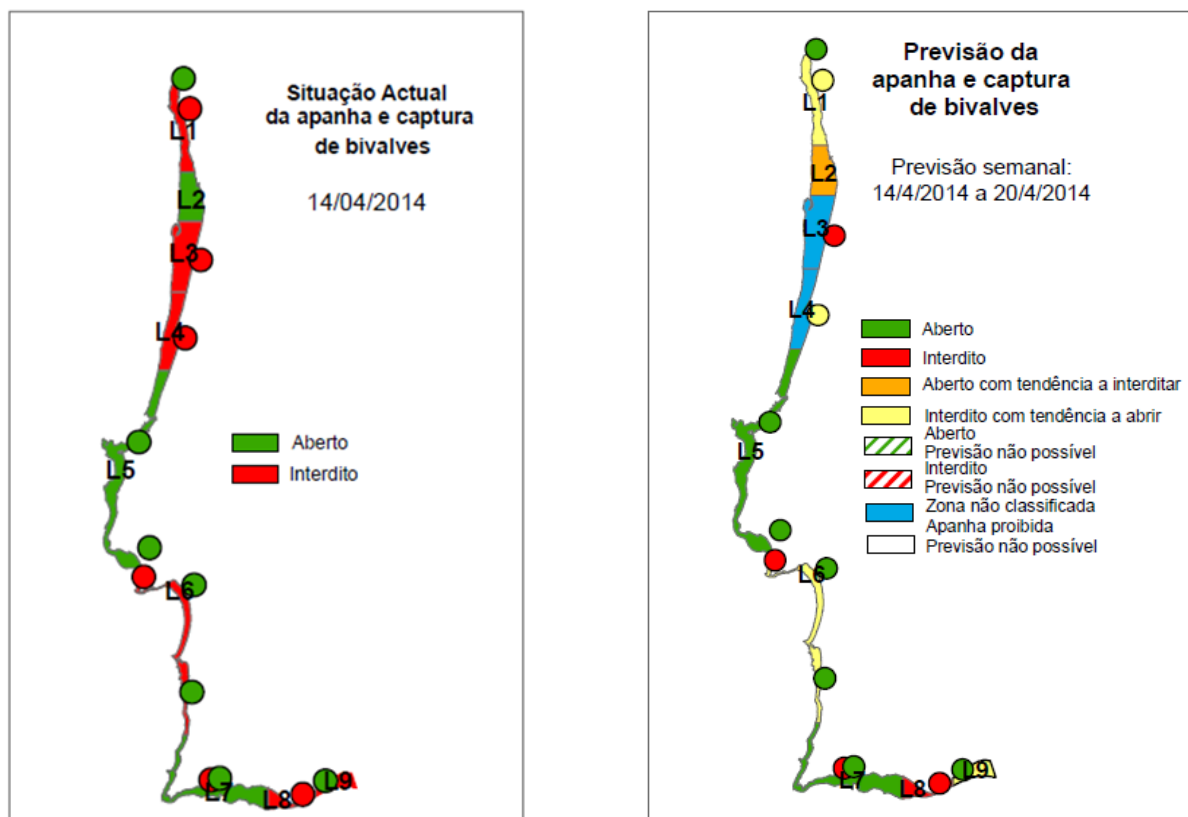 Situação Actual
da apanha e captura
de bivalves
14/04/2014
L1
L2
L3
L4
L5
L6
L7
L8
L9
Aberto
Interdito
Previsão da
apanha e captura
de bivalves
Previsão semanal:
14/4/2014 a 20/4/2014
L1
L2
L3
L4
L5
L6
L7
L8
L9
Aberto
Interdito
Aberto com tendência a interditar
Interdito com tendência a abrir
Aberto
Previsão não possível
Interdito
Previsão não possível
Zona não classificada
Apanha proibida
Previsão não possível